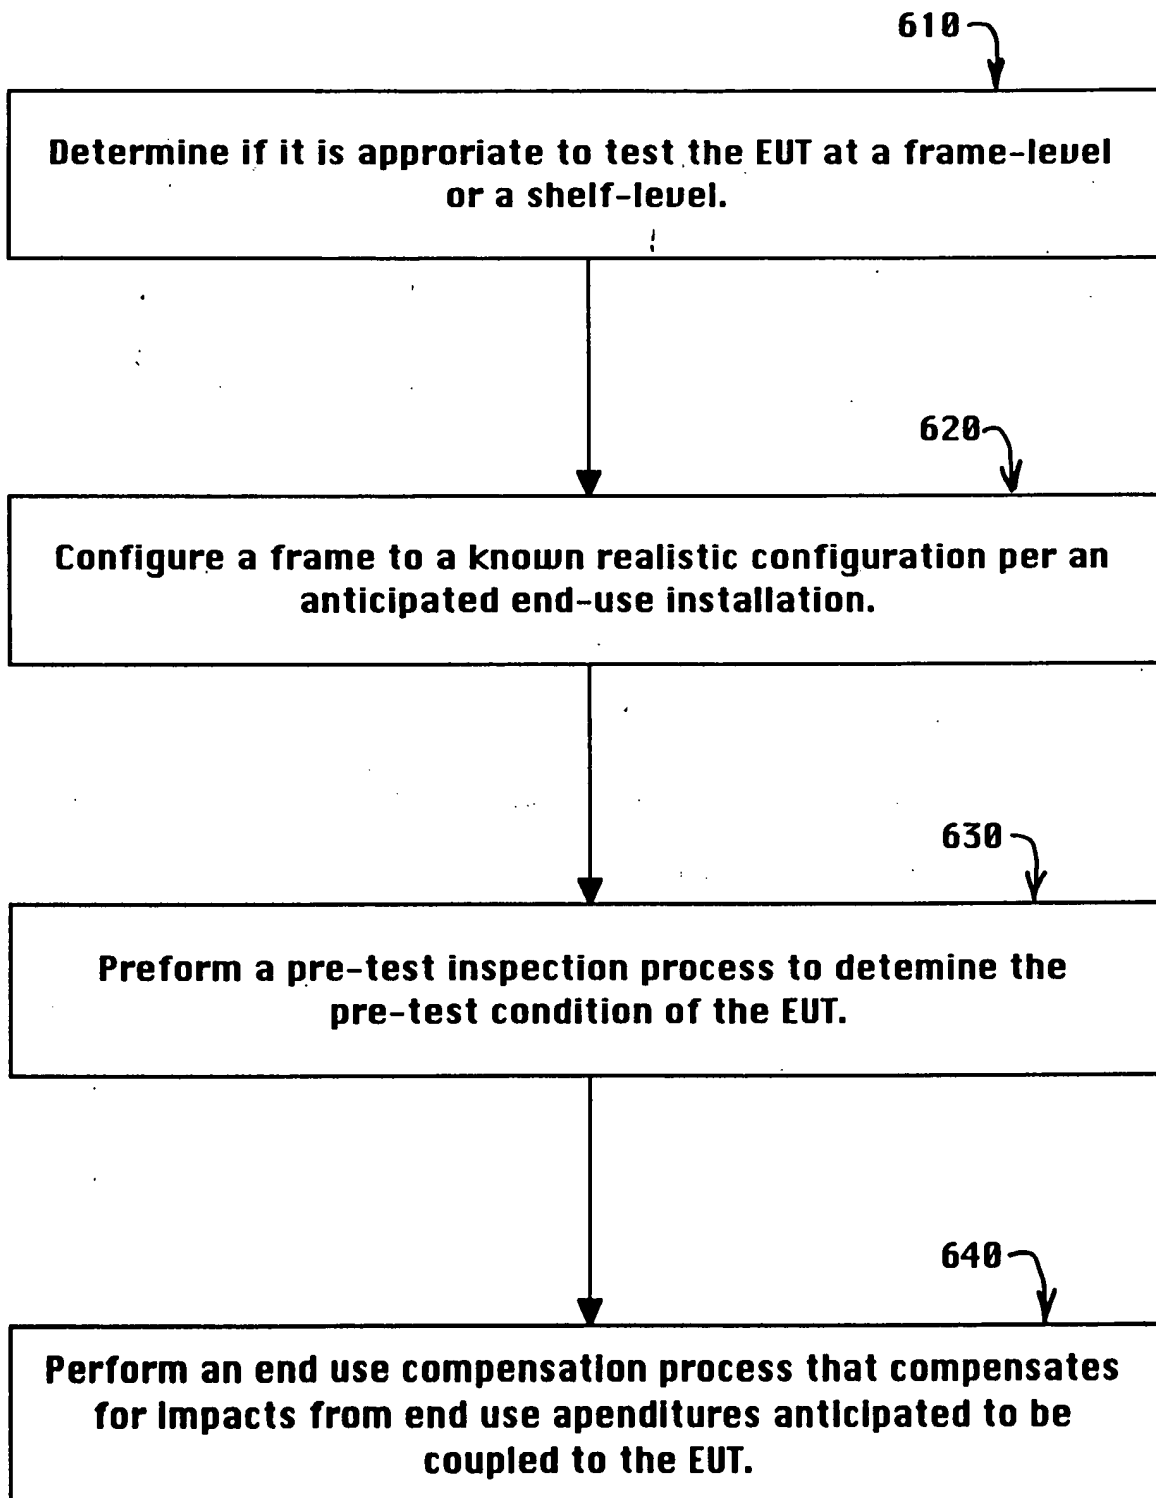 610
Determine if it is approriate to test the EUT at a frame-level
or a shelf-level.
620
Configure a frame to a known realistic configuration per an
anticipated end-use installation.
630
Preform a pre-test inspection process to detemine the
pre-test condition of the EUT.
640
Perform an end use compensation process that compensates
for impacts from end use apenditures anticipated to be
coupled to the EUT.